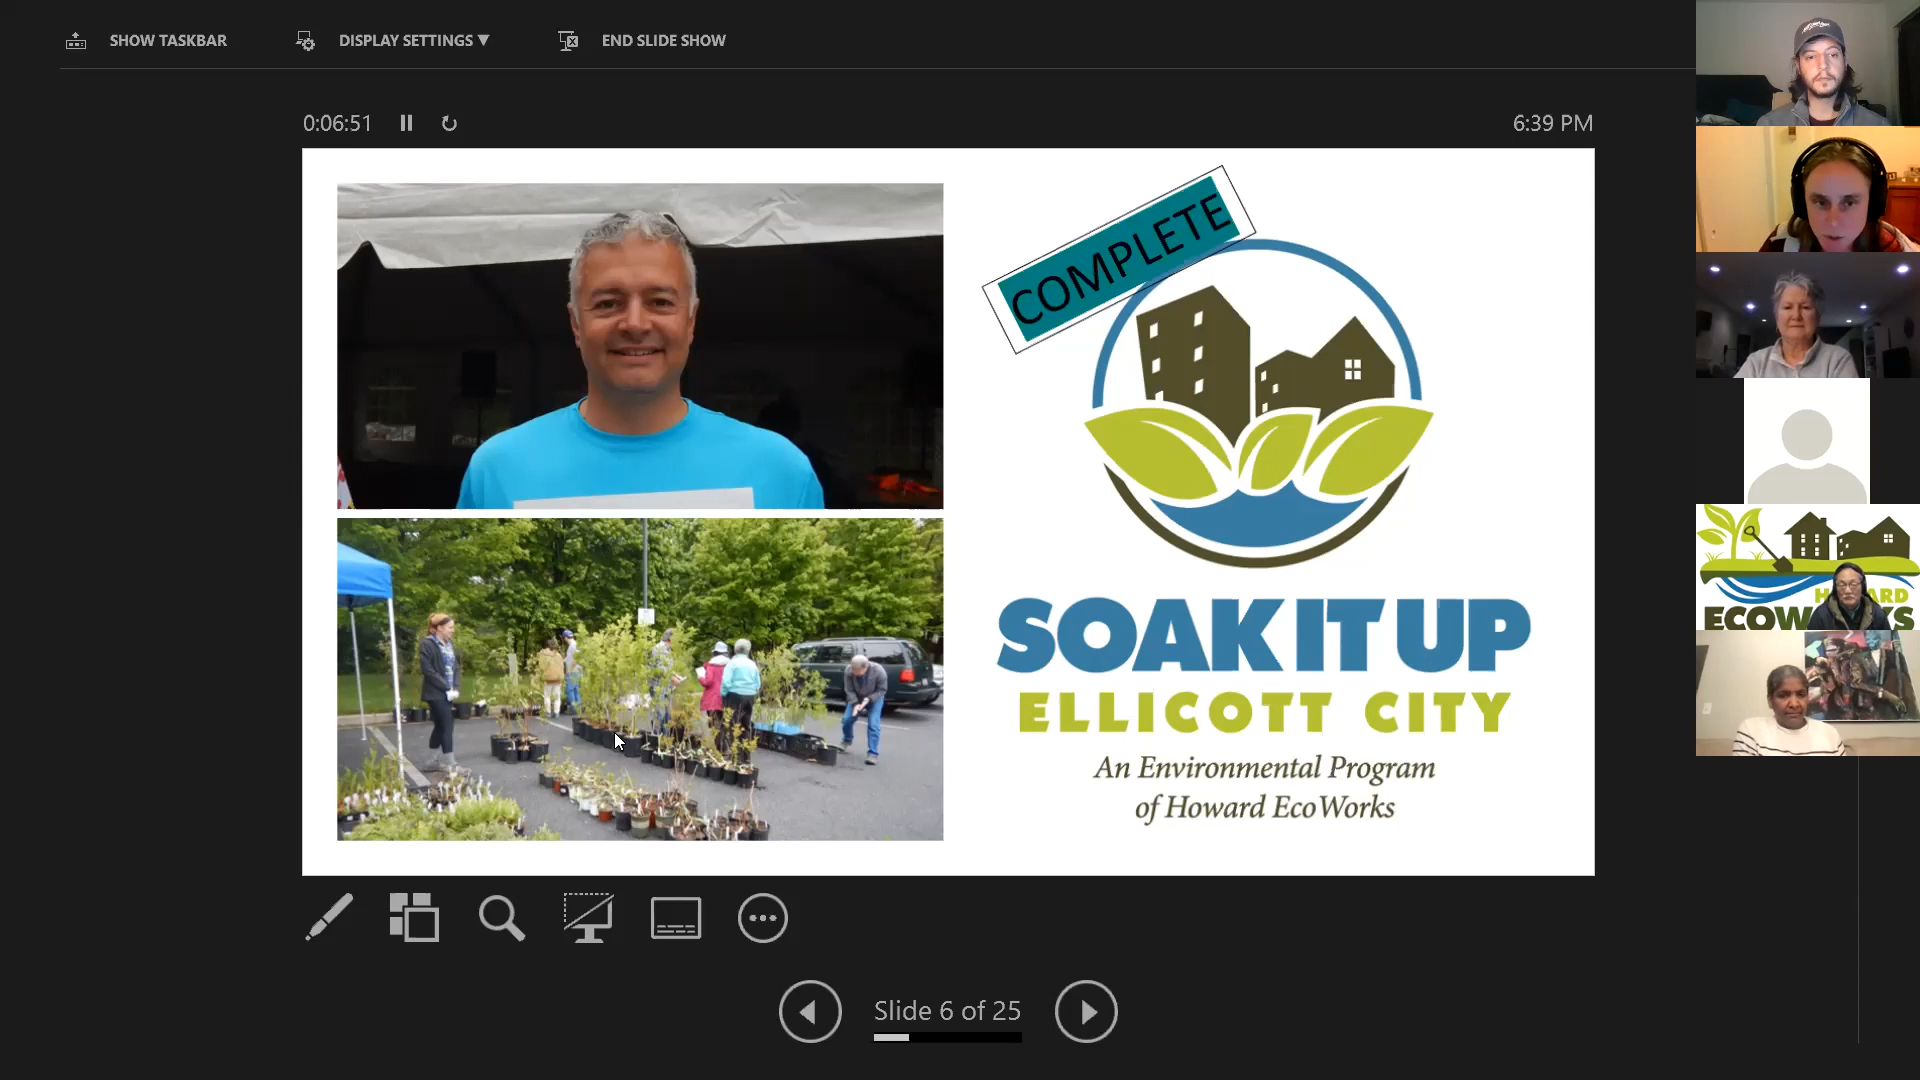 SHOW TASKBAR
DISPLAY SETTINGS ▼
END SLIDE SHOW
0:06:51
6:39 PM
COMPLETE
SOAK IT UP
ELLICOTT CITY
An Environmental Program
of Howard EcoWorks
Slide 6 of 25